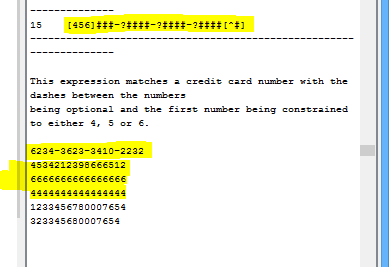 --------------
15 [456]###-?####-?####-?####[^#]
------------------------------------------------------
--------------
This expression matches a credit card number with the
dashes between the numbers
being optional and the first number being constrained
to either 4, 5 or 6.
6234-3623-3410-2232
4534212398666512
6666666666666666
4444444444444444
1233456780007654
323345680007654